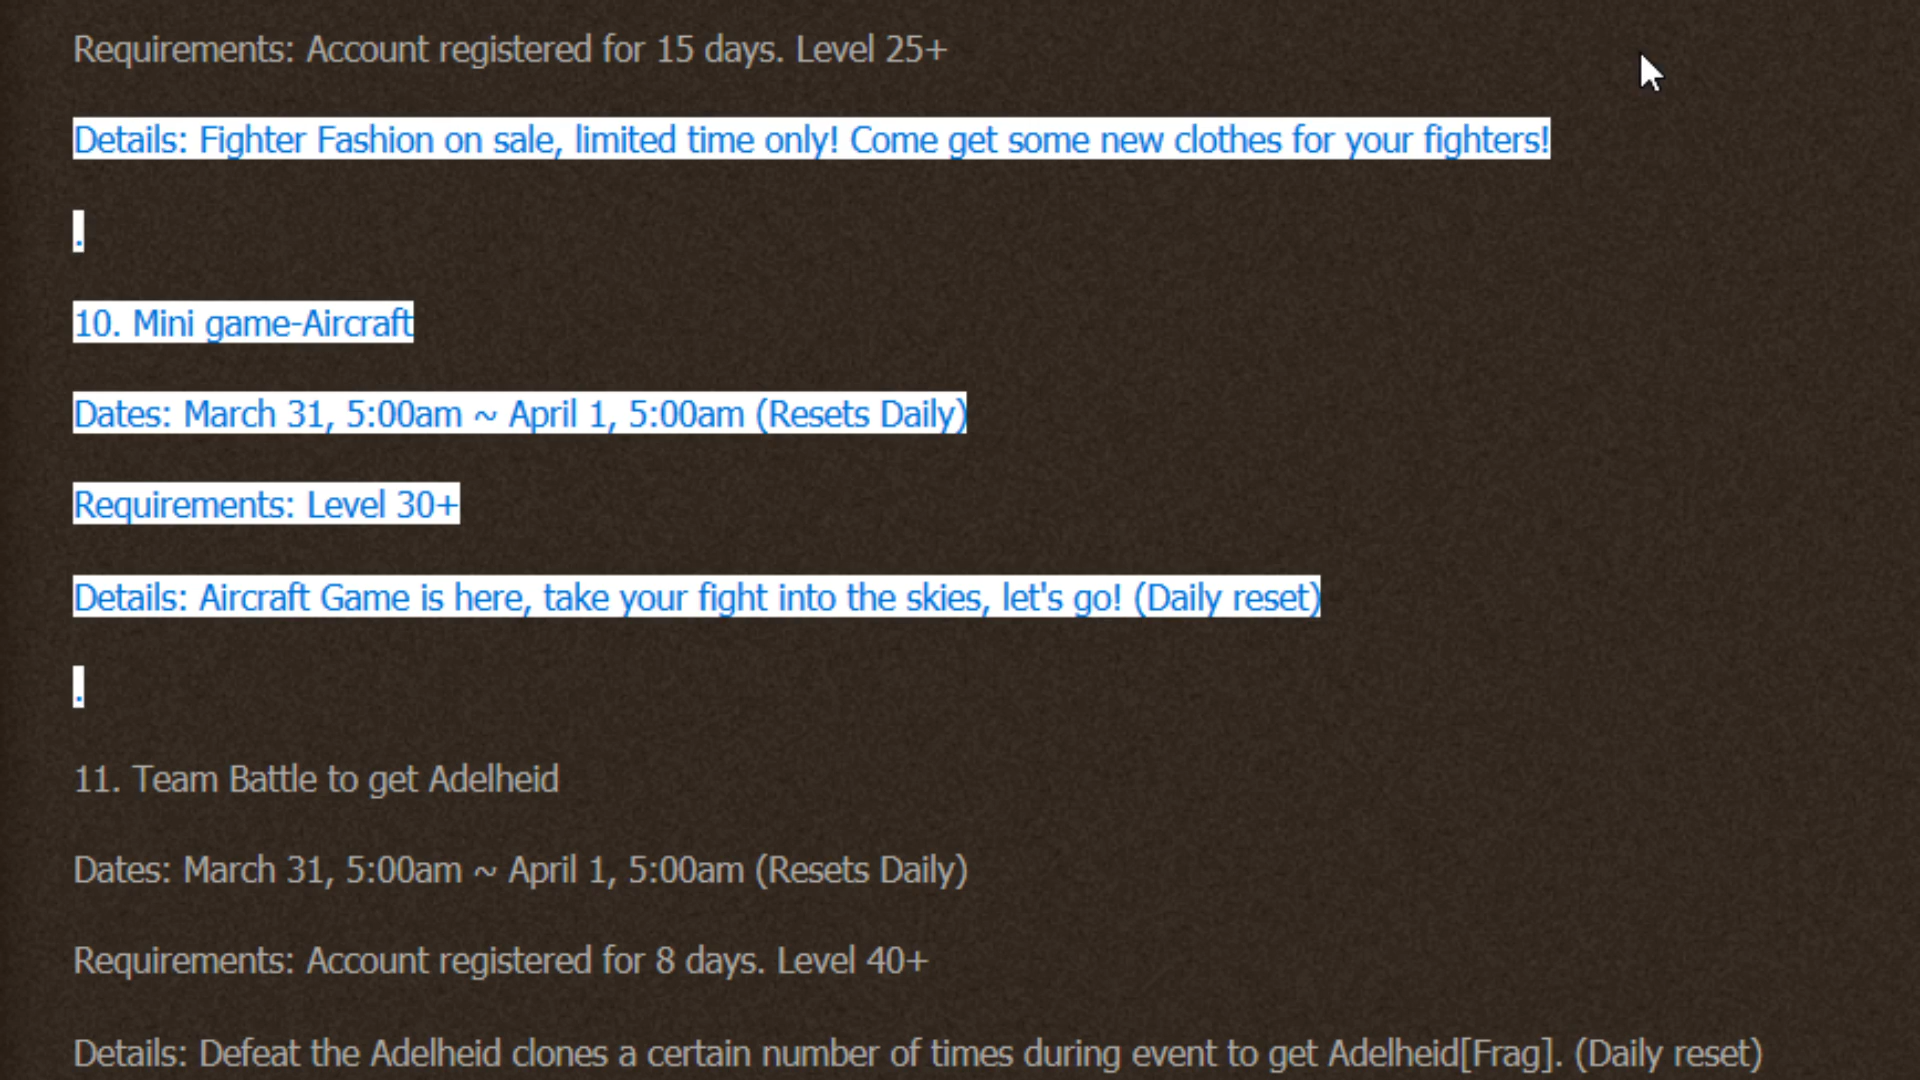 Requirements: Account registered for 15 days. Level 25+
Details: Fighter Fashion on sale, limited time only! Come get some new clothes for your fighters!
.
10. Mini game-Aircraft
Dates: March 31, 5:00am ~ April 1, 5:00am (Resets Daily)
Requirements: Level 30+
Details: Aircraft Game is here, take your fight into the skies, let's go! (Daily reset)
.
11. Team Battle to get Adelheid
Dates: March 31, 5:00am ~ April 1, 5:00am (Resets Daily)
Requirements: Account registered for 8 days. Level 40+
Details: Defeat the Adelheid clones a certain number of times during event to get Adelheid[Frag]. (Daily reset)